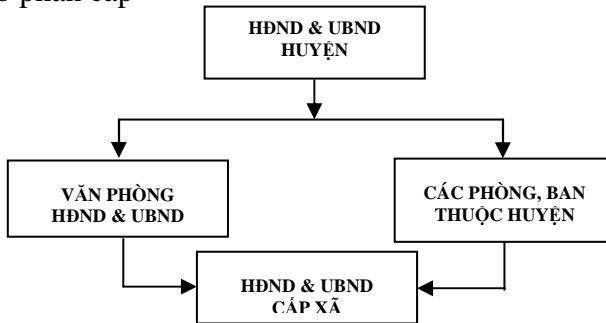 phân cấp
HĐND & UBND
HUYỆN
VĂN PHÒNG
HĐND & UBND
CÁC PHÒNG, BAN
THUỘC HUYỆN
HĐND & UBND
CẤP XÃ